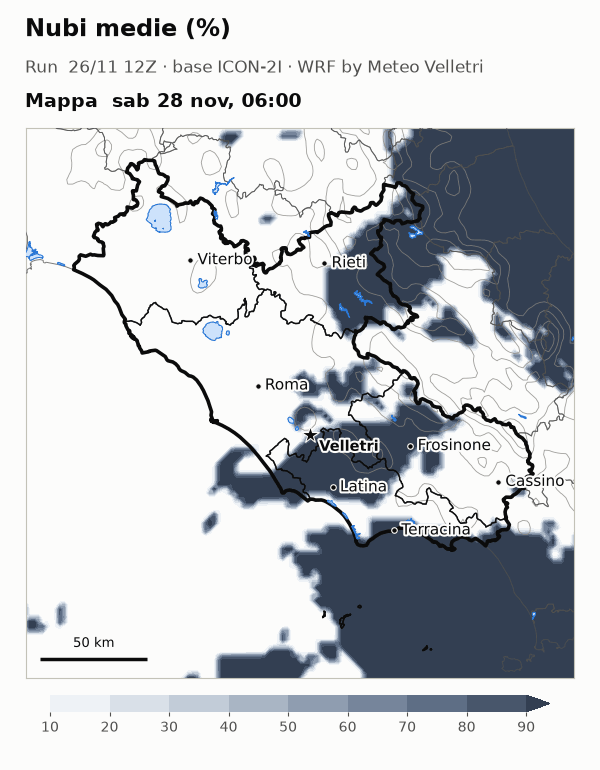 Nubi medie (%)
Run  26/11 12Z · base ICON-2I · WRF by Meteo Velletri
Mappa  sab 28 nov, 06:00
Viterbo
Rieti
Roma
Velletri
Frosinone
Latina
Cassino
Terracina
50 km
10 20 30 40 50 60 70 80 90